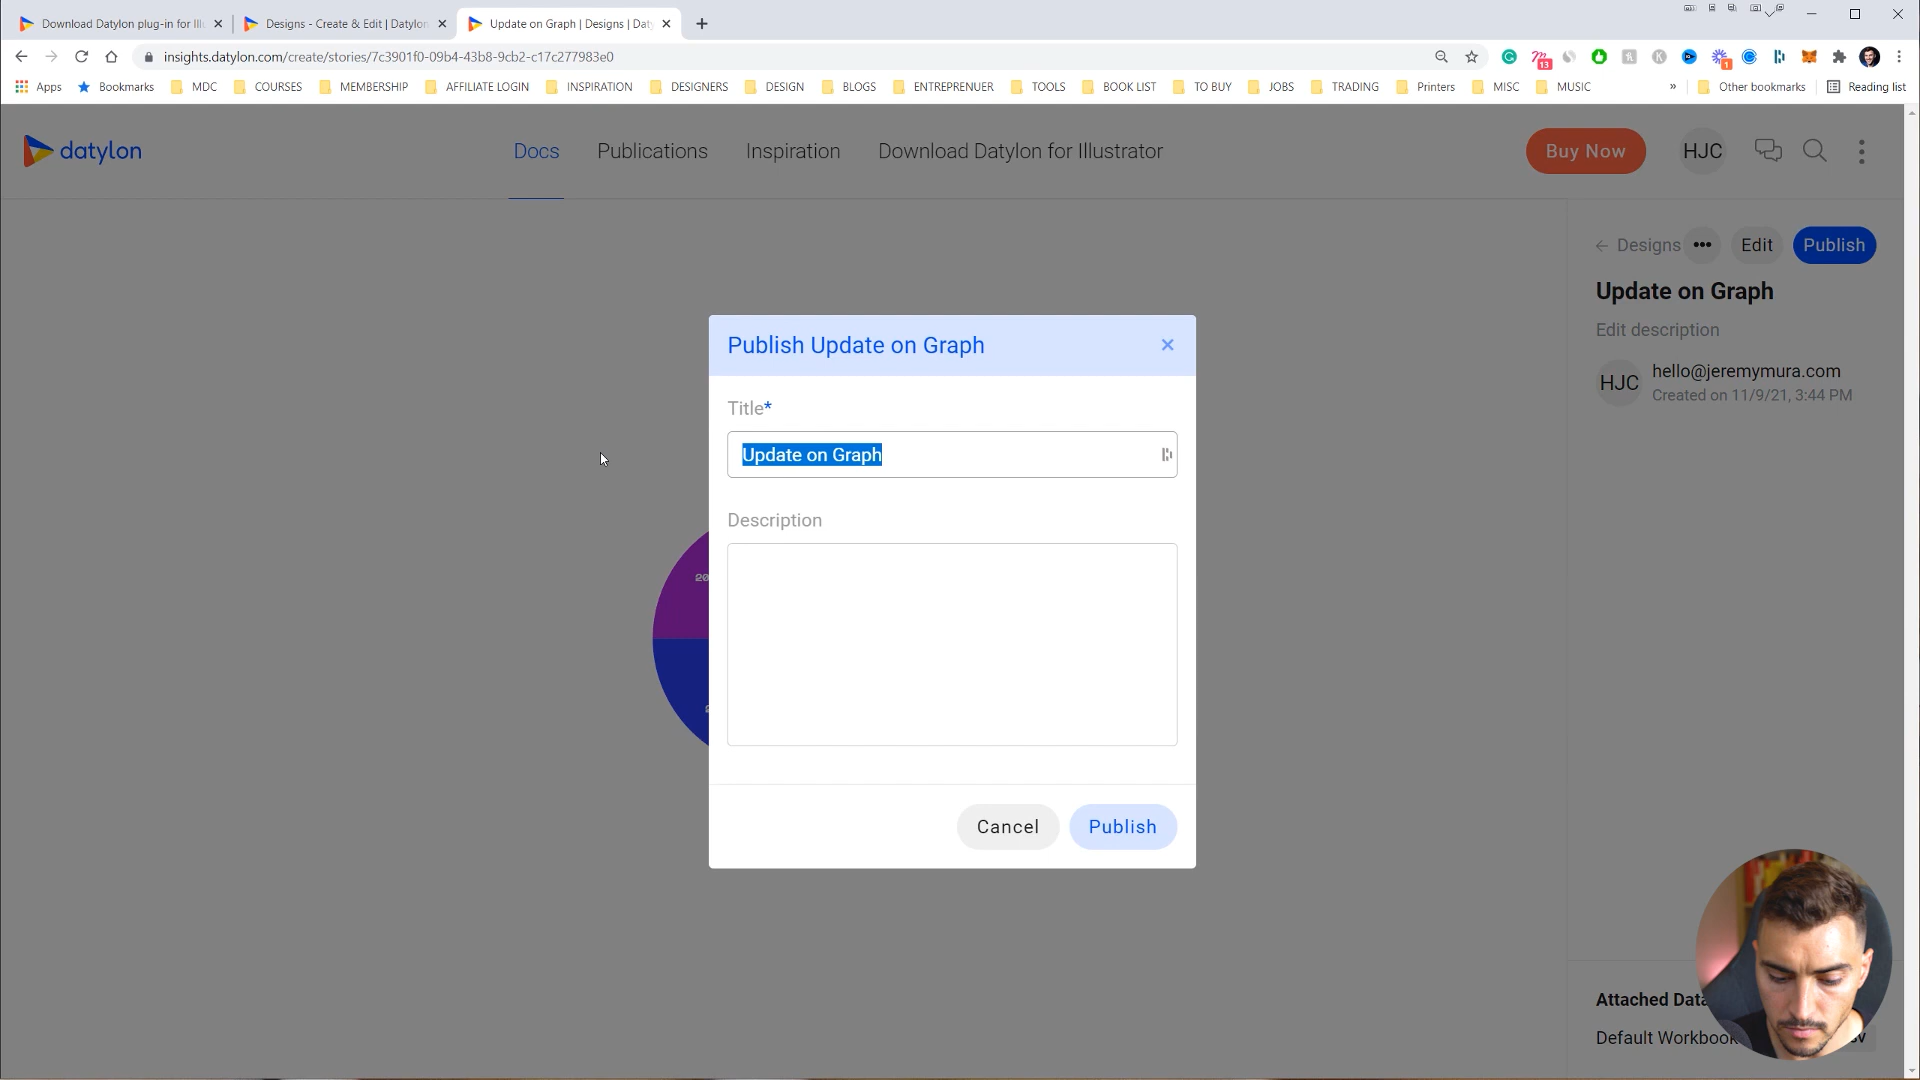 Download Datylon plug-in for Ill
Designs - Create & Edit | Datylon
Update on Graph | Designs | Dat
insights.datylon.com/create/stories/7c3901f0-09b4-43b8-9cb2-c17c277983e0
13
1
Apps Bookmarks MDC COURSES MEMBERSHIP AFFILIATE LOGIN INSPIRATION DESIGNERS DESIGN BLOGS ENTREPRENUER TOOLS BOOK LIST TO BUY JOBS TRADING Printers MISC MUSIC » Other bookmarks Reading list
datylon
Docs Publications Inspiration Download Datylon for Illustrator
Buy Now HJC
Designs ••• Edit Publish
Update on Graph
Edit description
HJC hello@jeremymura.com
Created on 11/9/21, 3:44 PM
Publish Update on Graph
Title*
Update on Graph
Description
Cancel Publish
Attached Data
Default Workbook